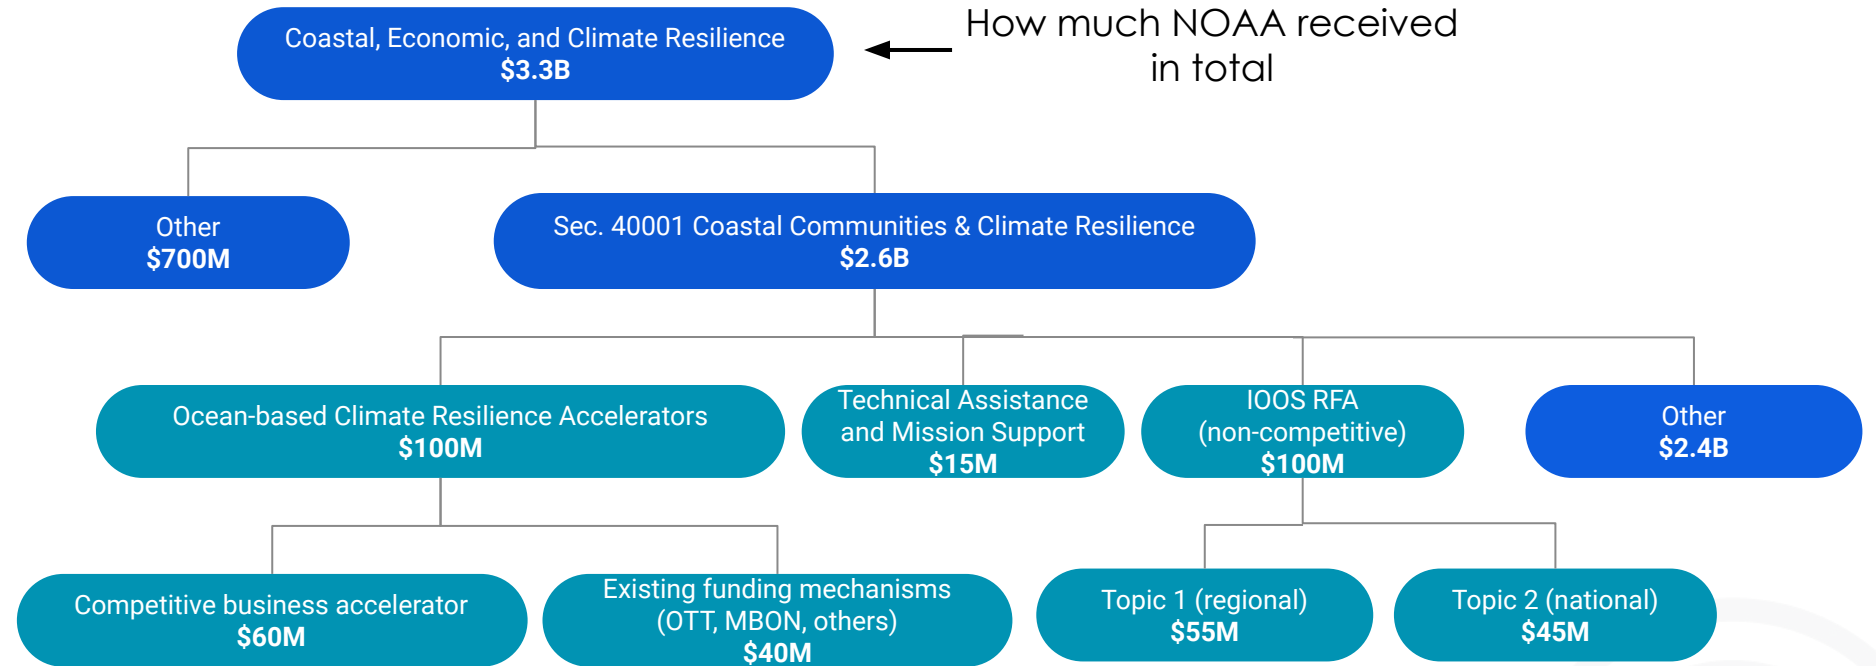 Coastal, Economic, and Climate Resilience
$3.3B
How much NOAA received
in total
Other
$700M
Sec. 40001 Coastal Communities & Climate Resilience
$2.6B
Ocean-based Climate Resilience Accelerators
$100M
Technical Assistance
and Mission Support
$15M
IOOS RFA
(non-competitive)
$100M
Other
$2.4B
Competitive business accelerator
$60M
Existing funding mechanisms
(OTT, MBON, others)
$40M
Topic 1 (regional)
$55M
Topic 2 (national)
$45M